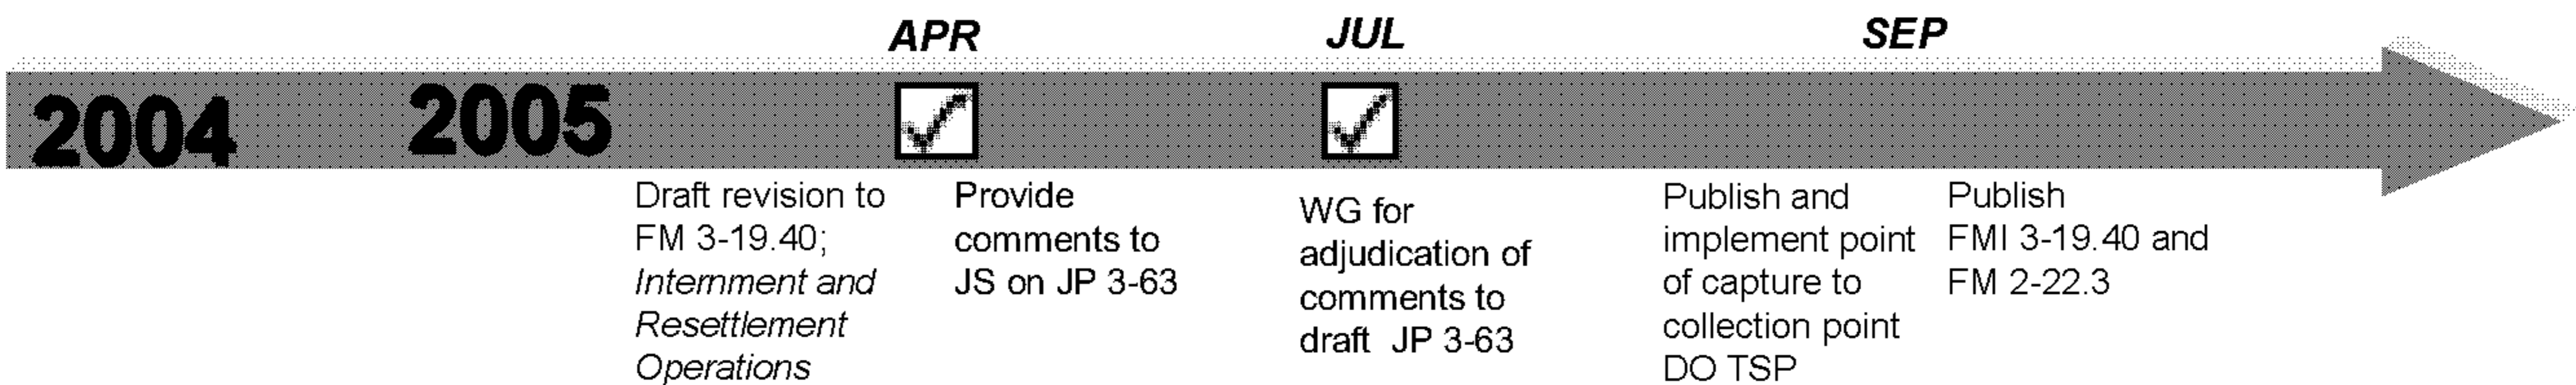 APR
JUL
SEP
2004
2005
Draft revision to
FM 3-19.40;
Internment and
Resettlement
Operations
Provide
comments to
JS on JP 3-63
WG for
adjudication of
comments to
draft JP 3-63
Publish and
implement point
of capture to
collection point
DO TSP
Publish
FMI 3-19.40 and
FM 2-22.3